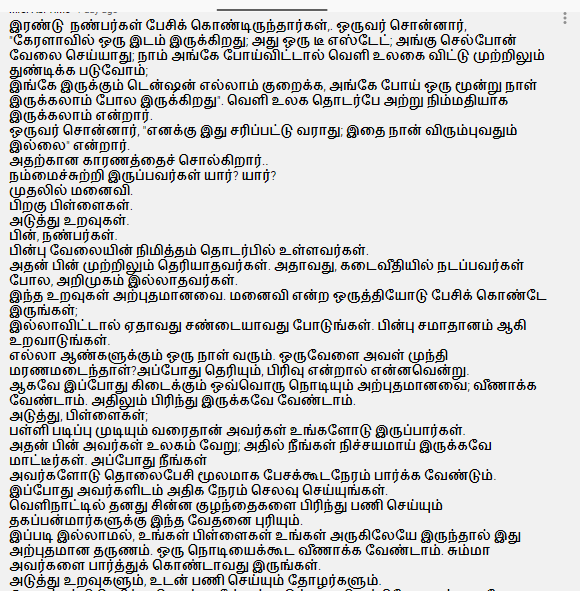 இரண்டு நண்பர்கள் பேசிக் கொண்டிருந்தார்கள்,. ஒருவர் சொன்னார்,
"கேரளாவில் ஒரு இடம் இருக்கிறது; அது ஒரு டீ எஸ்டேட்; அங்கு செல்போன்
வேலை செய்யாது; நாம் அங்கே போய்விட்டால் வெளி உலகை விட்டு முற்றிலும்
துண்டிக்க படுவோம்;
இங்கே இருக்கும் டென்ஷன் எல்லாம் குறைக்க, அங்கே போய் ஒரு மூன்று நாள்
இருக்கலாம் போல இருக்கிறது". வெளி உலக தொடர்பே அற்று நிம்மதியாக
இருக்கலாம் என்றார்.
ஒருவர் சொன்னார், "எனக்கு இது சரிப்பட்டு வராது; இதை நான் விரும்புவதும்
இல்லை" என்றார்.
அதற்கான காரணத்தைச் சொல்கிறார்..
நம்மைச்சுற்றி இருப்பவர்கள் யார்? யார்?
முதலில் மனைவி.
பிறகு பிள்ளைகள்.
அடுத்து உறவுகள்.
பின், நண்பர்கள்.
பின்பு வேலையின் நிமித்தம் தொடர்பில் உள்ளவர்கள்.
அதன் பின் முற்றிலும் தெரியாதவர்கள். அதாவது, கடைவீதியில் நடப்பவர்கள்
போல, அறிமுகம் இல்லாதவர்கள்.
இந்த உறவுகள் அற்புதமானவை. மனைவி என்ற ஒருத்தியோடு பேசிக் கொண்டே
இருங்கள்;
இல்லாவிட்டால் ஏதாவது சண்டையாவது போடுங்கள். பின்பு சமாதானம் ஆகி
உறவாடுங்கள்.
எல்லா ஆண்களுக்கும் ஒரு நாள் வரும். ஒருவேளை அவள் முந்தி
மரணமடைந்தாள்?அப்போது தெரியும், பிரிவு என்றால் என்னவென்று.
ஆகவே இப்போது கிடைக்கும் ஒவ்வொரு நொடியும் அற்புதமானவை; வீணாக்க
வேண்டாம். அதிலும் பிரிந்து இருக்கவே வேண்டாம்.
அடுத்து, பிள்ளைகள்;
பள்ளி படிப்பு முடியும் வரைதான் அவர்கள் உங்களோடு இருப்பார்கள்.
அதன் பின் அவர்கள் உலகம் வேறு; அதில் நீங்கள் நிச்சயமாய் இருக்கவே
மாட்டீர்கள். அப்போது நீங்கள்
அவர்களோடு தொலைபேசி மூலமாக பேசக்கூடநேரம் பார்க்க வேண்டும்.
இப்போது அவர்களிடம் அதிக நேரம் செலவு செய்யுங்கள்.
வெளிநாட்டில் தனது சின்ன குழந்தைகளை பிரிந்து பணி செய்யும்
தகப்பன்மார்களுக்கு இந்த வேதனை புரியும்.
இப்படி இல்லாமல், உங்கள் பிள்ளைகள் உங்கள் அருகிலேயே இருந்தால் இது
அற்புதமான தருணம். ஒரு நொடியைக்கூட வீணாக்க வேண்டாம். சும்மா
அவர்களை பார்த்துக் கொண்டாவது இருங்கள்.
அடுத்து உறவுகளும், உடன் பணி செய்யும் தோழர்களும்.